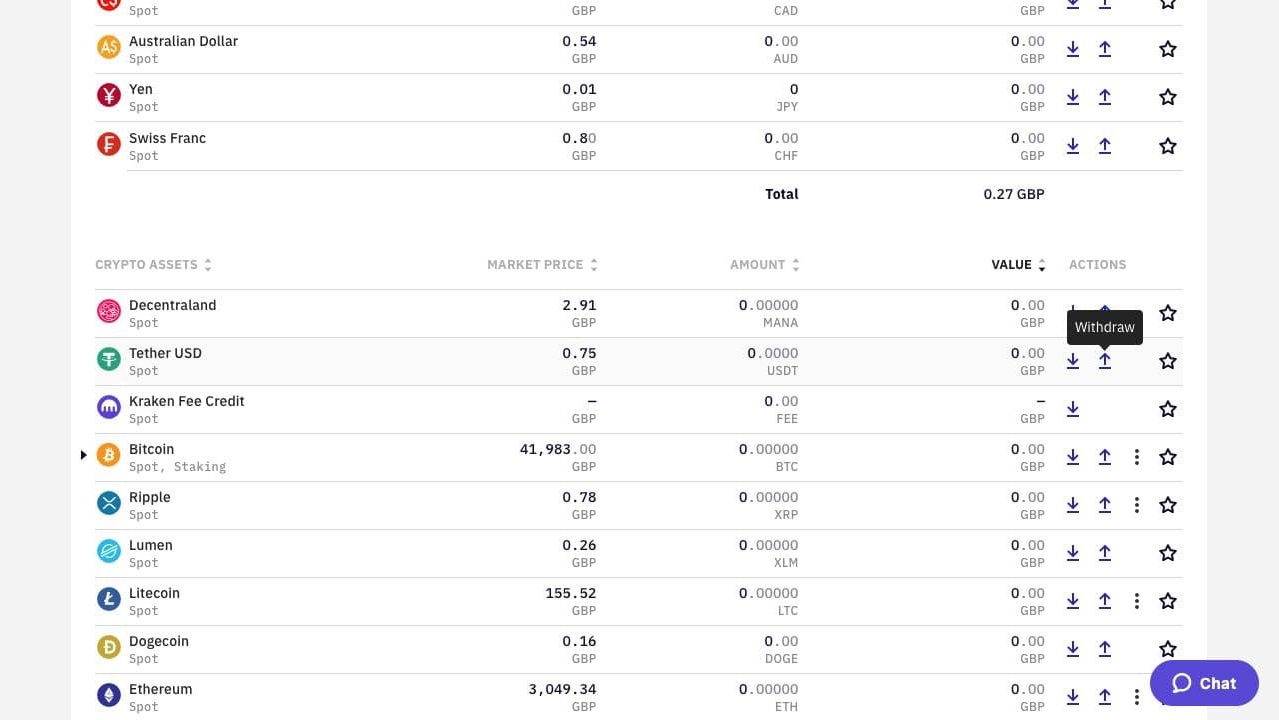 Spot GBP CAD GBP
Australian Dollar 0.54 0.00 0.00
Spot GBP AUD GBP
Yen 0.01 0 0.00
Spot GBP JPY GBP
Swiss Franc 0.80 0.00 0.00
Spot GBP CHF GBP
Total 0.27 GBP
CRYPTO ASSETS MARKET PRICE AMOUNT VALUE ACTIONS
Decentraland 2.91 0.00000 0.00
Spot GBP MANA GBP
Withdraw
Tether USD 0.75 0.0000 0.00
Spot GBP USDT GBP
Kraken Fee Credit – 0.00 –
Spot GBP FEE GBP
Bitcoin 41,983.00 0.00000 0.00
Spot, Staking GBP BTC GBP
Ripple 0.78 0.00000 0.00
Spot GBP XRP GBP
Lumen 0.26 0.00000 0.00
Spot GBP XLM GBP
Litecoin 155.52 0.00000 0.00
Spot GBP LTC GBP
Dogecoin 0.16 0.00 0.00
Spot GBP DOGE GBP
Ethereum 3,049.34 0.00000 0.00
Spot GBP ETH GBP
Chat